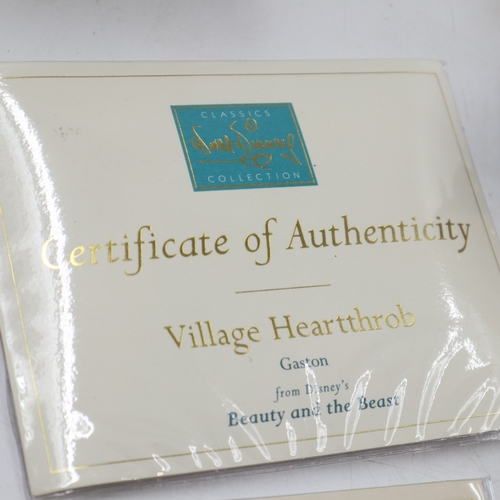 CLASSICS
Walt Disney
COLLECTION
Certificate of Authenticity
Village Heartthrob
Gaston
from Disney's
Beauty and the Beast